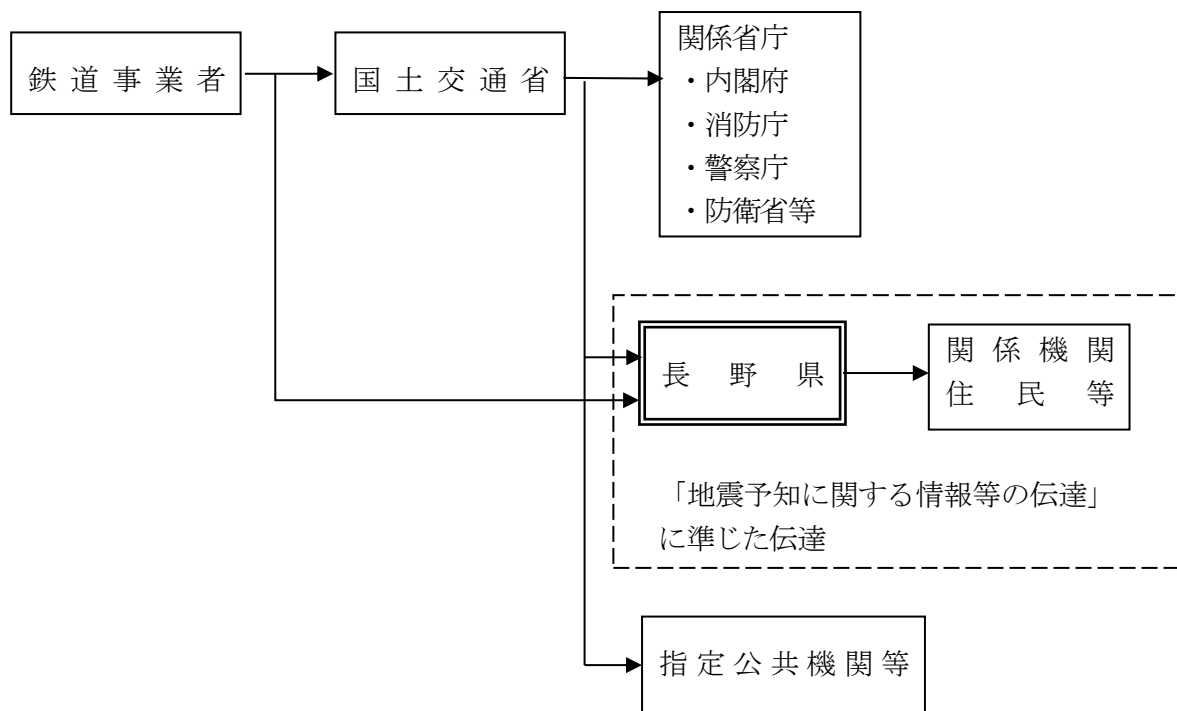 鉄道事業者
国土交通省
関係省庁
・内閣府
・消防庁
・警察庁
・防衛省等
長野県
関係機関
住民等
「地震予知に関する情報等の伝達」
に準じた伝達
指定公共機関等